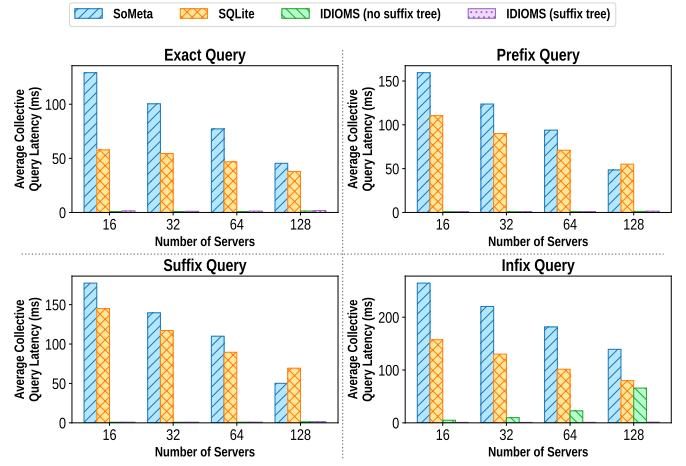 SoMeta SQLite IDIOMS (no suffix tree) IDIOMS (suffix tree)
Exact Query
Average Collective
Query Latency (ms)
100
50
0
16 32 64 128
Number of Servers
Prefix Query
Average Collective
Query Latency (ms)
150
100
50
0
16 32 64 128
Number of Servers
Suffix Query
Average Collective
Query Latency (ms)
150
100
50
0
16 32 64 128
Number of Servers
Infix Query
Average Collective
Query Latency (ms)
200
100
0
16 32 64 128
Number of Servers